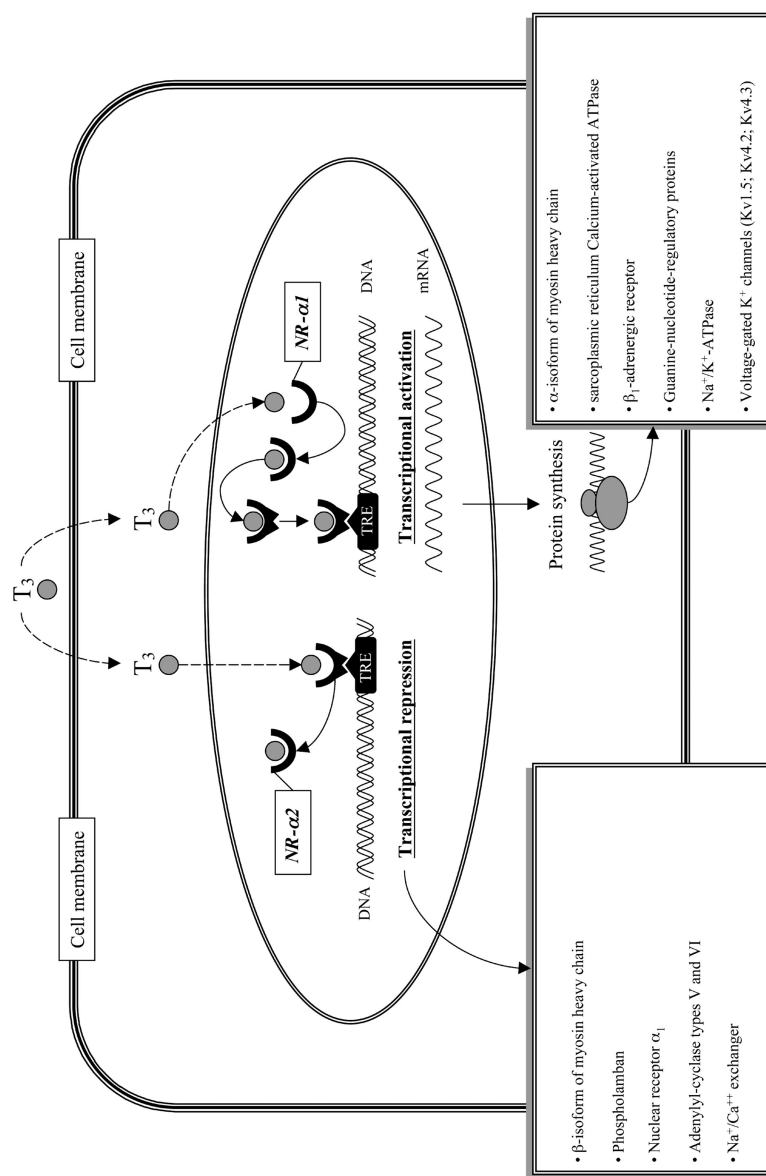 T₃
Cell membrane
Cell membrane
T₃
T₃
NR-α2
NR-α1
TRE
TRE
DNA
DNA
Transcriptional repression
Transcriptional activation
mRNA
Protein synthesis
• β-isoform of myosin heavy chain
• Phospholamban
• Nuclear receptor α₁
• Adenylyl-cyclase types V and VI
• Na⁺/Ca⁺⁺ exchanger
• α-isoform of myosin heavy chain
• sarcoplasmic reticulum Calcium-activated ATPase
• β₁-adrenergic receptor
• Guanine-nucleotide-regulatory proteins
• Na⁺/K⁺-ATPase
• Voltage-gated K⁺ channels (Kv1.5; Kv4.2; Kv4.3)